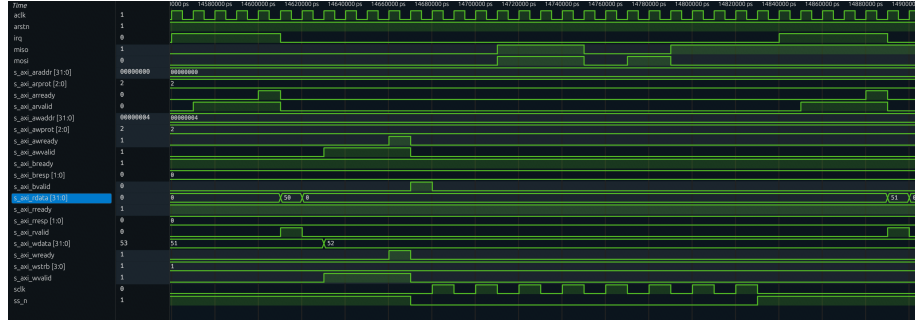 Time
000 ps 14580000 ps 14600000 ps 14620000 ps 14640000 ps 14660000 ps 14680000 ps 14700000 ps 14720000 ps 14740000 ps 14760000 ps 14780000 ps 14800000 ps 14820000 ps 14840000 ps 14860000 ps 14880000 ps 1490000
aclk 1
arstn 1
irq 0
miso 1
mosi 0
s_axi_araddr [31:0] 00000000 00000000
s_axi_arprot [2:0] 2 2
s_axi_arready 0
s_axi_arvalid 0
s_axi_awaddr [31:0] 00000004 00000004
s_axi_awprot [2:0] 2 2
s_axi_awready 1
s_axi_awvalid 1
s_axi_bready 1
s_axi_bresp [1:0] 0 0
s_axi_bvalid 0
s_axi_rdata [31:0] 0 0 50 0 51
s_axi_rready 1
s_axi_rresp [1:0] 0 0
s_axi_rvalid 0
s_axi_wdata [31:0] 53 51 52
s_axi_wready 1
s_axi_wstrb [3:0] 1 1
s_axi_wvalid 1
sclk 0
ss_n 1